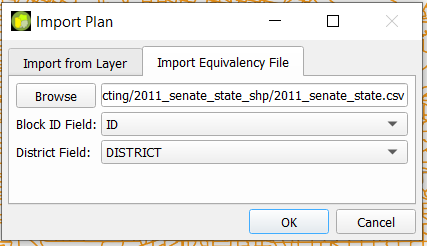 Import Plan
Import from Layer
Import Equivalency File
Browse
cting/2011_senate_state_shp/2011_senate_state.csv
Block ID Field:
ID
District Field:
DISTRICT
OK
Cancel